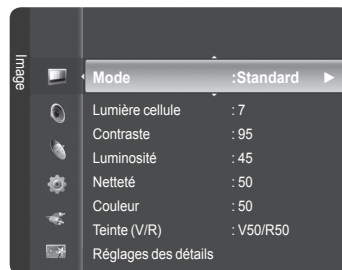 Image
Mode :Standard ►
Lumière cellule : 7
Contraste : 95
Luminosité : 45
Netteté : 50
Couleur : 50
Teinte (V/R) : V50/R50
Réglages des détails